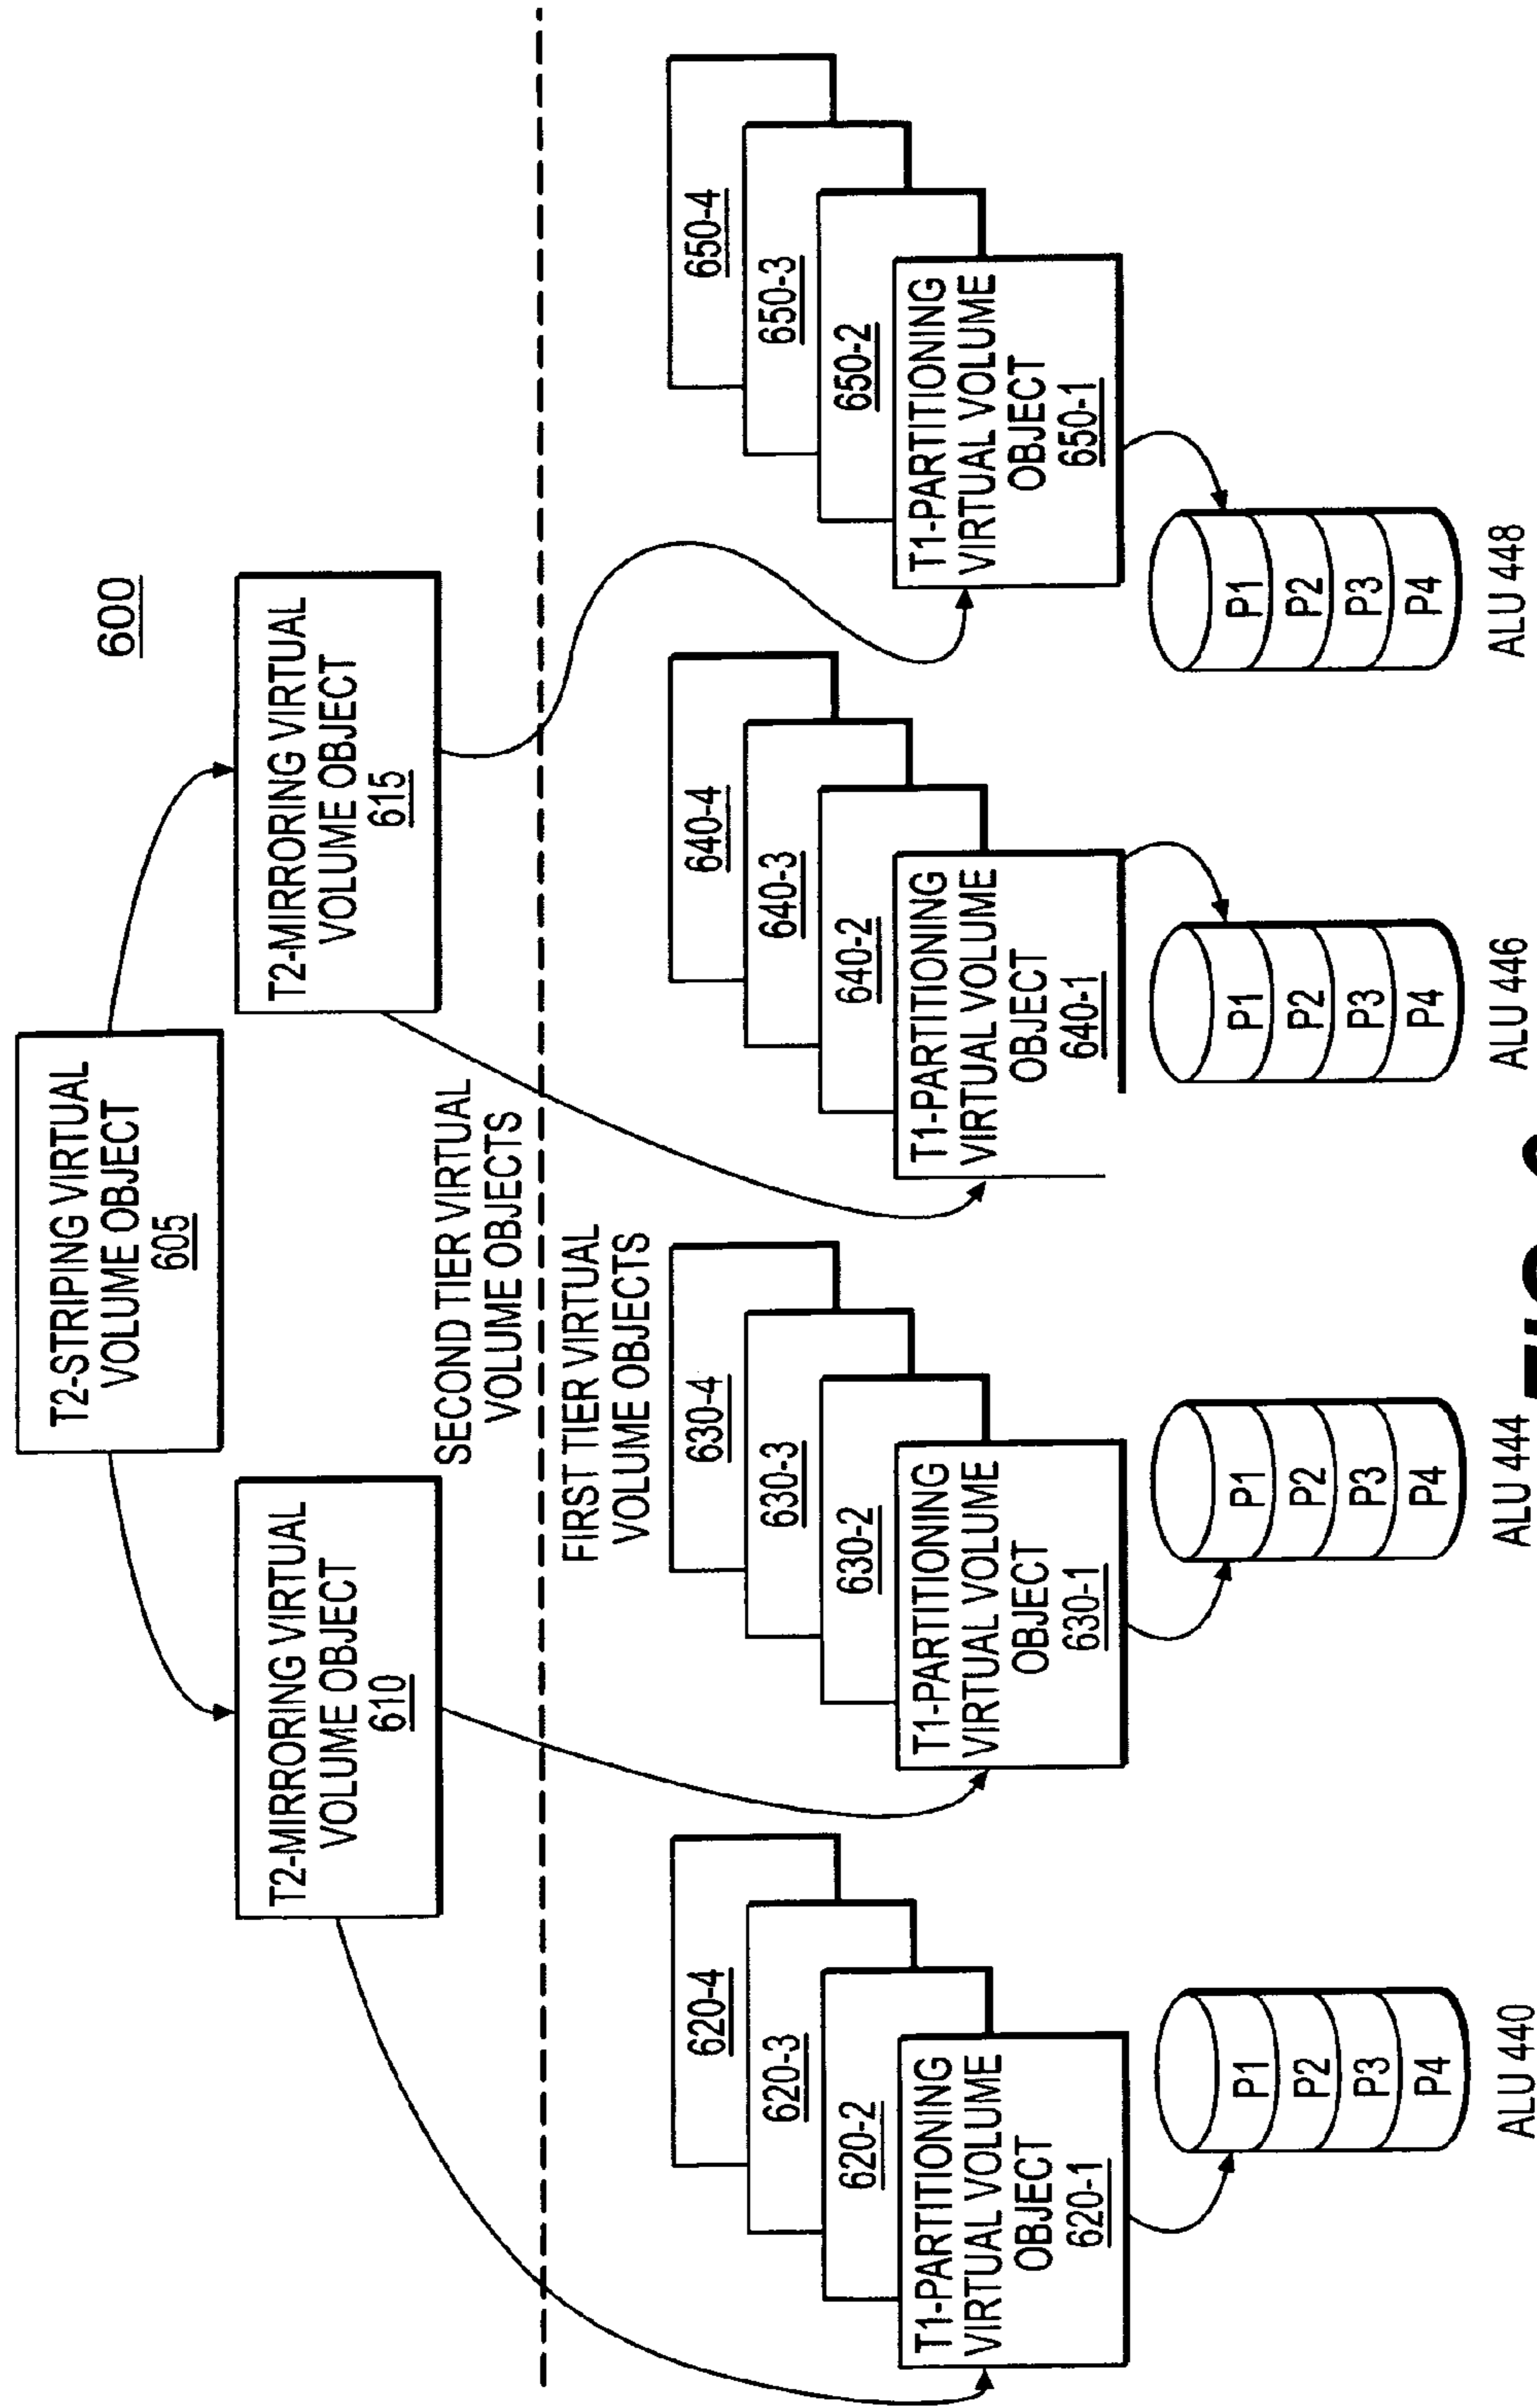 600
T2-STRIPING VIRTUAL
VOLUME OBJECT
605
T2-MIRRORING VIRTUAL
VOLUME OBJECT
610
T2-MIRRORING VIRTUAL
VOLUME OBJECT
615
SECOND TIER VIRTUAL
VOLUME OBJECTS
FIRST TIER VIRTUAL
VOLUME OBJECTS
620-4
620-3
620-2
T1-PARTITIONING
VIRTUAL VOLUME
OBJECT
620-1
630-4
630-3
630-2
T1-PARTITIONING
VIRTUAL VOLUME
OBJECT
630-1
640-4
640-3
640-2
T1-PARTITIONING
VIRTUAL VOLUME
OBJECT
640-1
650-4
650-3
650-2
T1-PARTITIONING
VIRTUAL VOLUME
OBJECT
650-1
P1
P2
P3
P4
ALU 440
P1
P2
P3
P4
ALU 444
P1
P2
P3
P4
ALU 446
P1
P2
P3
P4
ALU 448